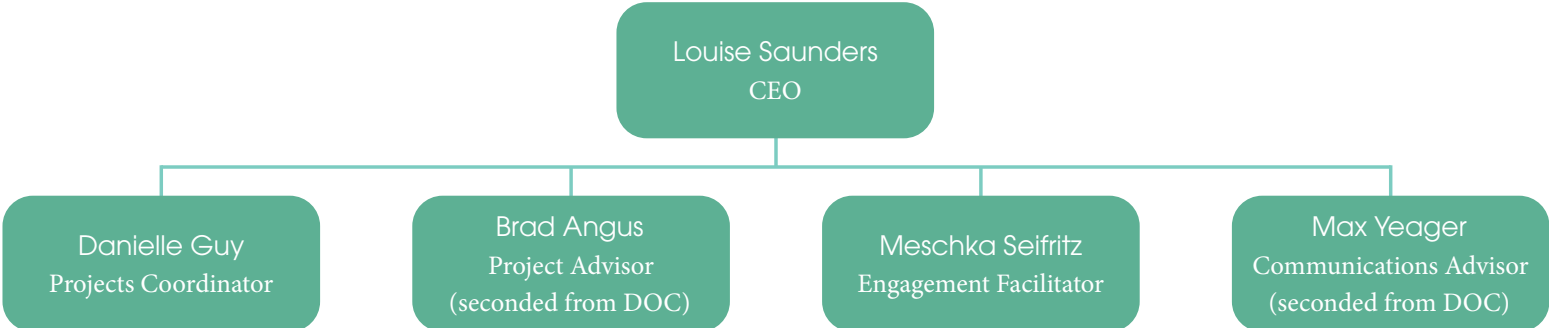 Louise Saunders
CEO
Danielle Guy
Projects Coordinator
Brad Angus
Project Advisor
(seconded from DOC)
Meschka Seifritz
Engagement Facilitator
Max Yeager
Communications Advisor
(seconded from DOC)